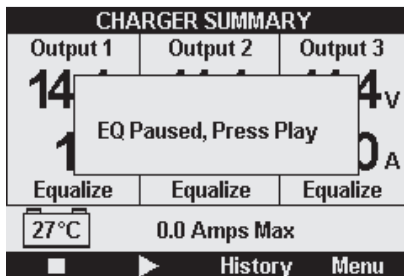 CHARGER SUMMARY
Output 1 Output 2 Output 3
4 V
EQ Paused, Press Play
A
Equalize Equalize Equalize
27°C 0.0 Amps Max
History Menu